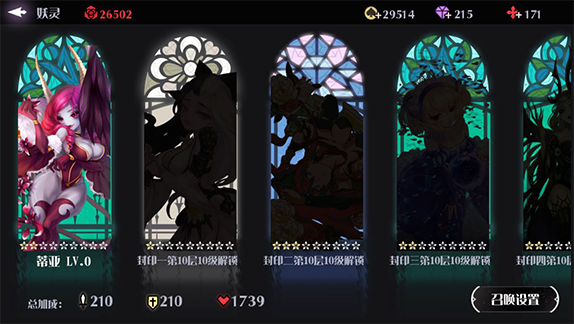 妖灵 26502 +29514 +215 +171
蒂亚 LV.0
封印一第10层10级解锁
封印二第10层10级解锁
封印三第10层10级解锁
封印四第10层
总加成: 210 210 1739
召唤设置